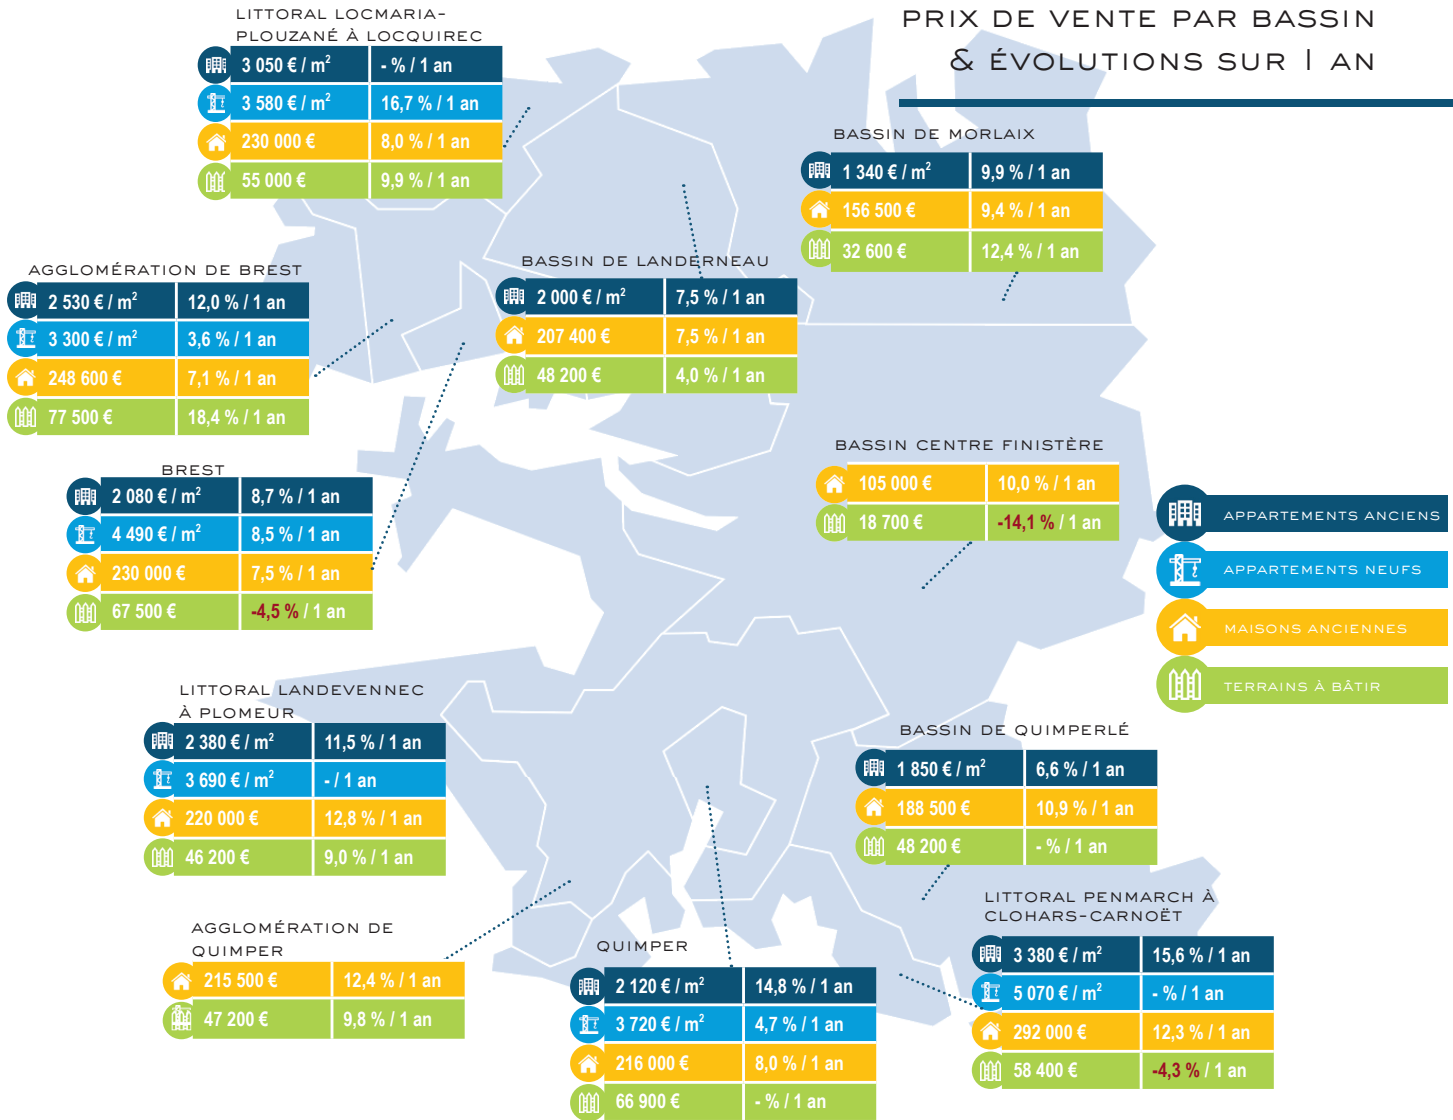 PRIX DE VENTE PAR BASSIN
& ÉVOLUTIONS SUR 1 AN
LITTORAL LOCMARIA-
PLOUZANÉ À LOCQUIREC
3 050 € / m² - % / 1 an
3 580 € / m² 16,7 % / 1 an
230 000 € 8,0 % / 1 an
55 000 € 9,9 % / 1 an
BASSIN DE MORLAIX
1 340 € / m² 9,9 % / 1 an
156 500 € 9,4 % / 1 an
32 600 € 12,4 % / 1 an
AGGLOMÉRATION DE BREST
2 530 € / m² 12,0 % / 1 an
3 300 € / m² 3,6 % / 1 an
248 600 € 7,1 % / 1 an
77 500 € 18,4 % / 1 an
BASSIN DE LANDERNEAU
2 000 € / m² 7,5 % / 1 an
207 400 € 7,5 % / 1 an
48 200 € 4,0 % / 1 an
BREST
2 080 € / m² 8,7 % / 1 an
4 490 € / m² 8,5 % / 1 an
230 000 € 7,5 % / 1 an
67 500 € -4,5 % / 1 an
BASSIN CENTRE FINISTÈRE
105 000 € 10,0 % / 1 an
18 700 € -14,1 % / 1 an
APPARTEMENTS ANCIENS
APPARTEMENTS NEUFS
MAISONS ANCIENNES
TERRAINS À BÂTIR
LITTORAL LANDEVENNEC
À PLOMEUR
2 380 € / m² 11,5 % / 1 an
3 690 € / m² - / 1 an
220 000 € 12,8 % / 1 an
46 200 € 9,0 % / 1 an
BASSIN DE QUIMPERLÉ
1 850 € / m² 6,6 % / 1 an
188 500 € 10,9 % / 1 an
48 200 € - % / 1 an
AGGLOMÉRATION DE
QUIMPER
215 500 € 12,4 % / 1 an
47 200 € 9,8 % / 1 an
QUIMPER
2 120 € / m² 14,8 % / 1 an
3 720 € / m² 4,7 % / 1 an
216 000 € 8,0 % / 1 an
66 900 € - % / 1 an
LITTORAL PENMARCH À
CLOHARS-CARNOËT
3 380 € / m² 15,6 % / 1 an
5 070 € / m² - % / 1 an
292 000 € 12,3 % / 1 an
58 400 € -4,3 % / 1 an